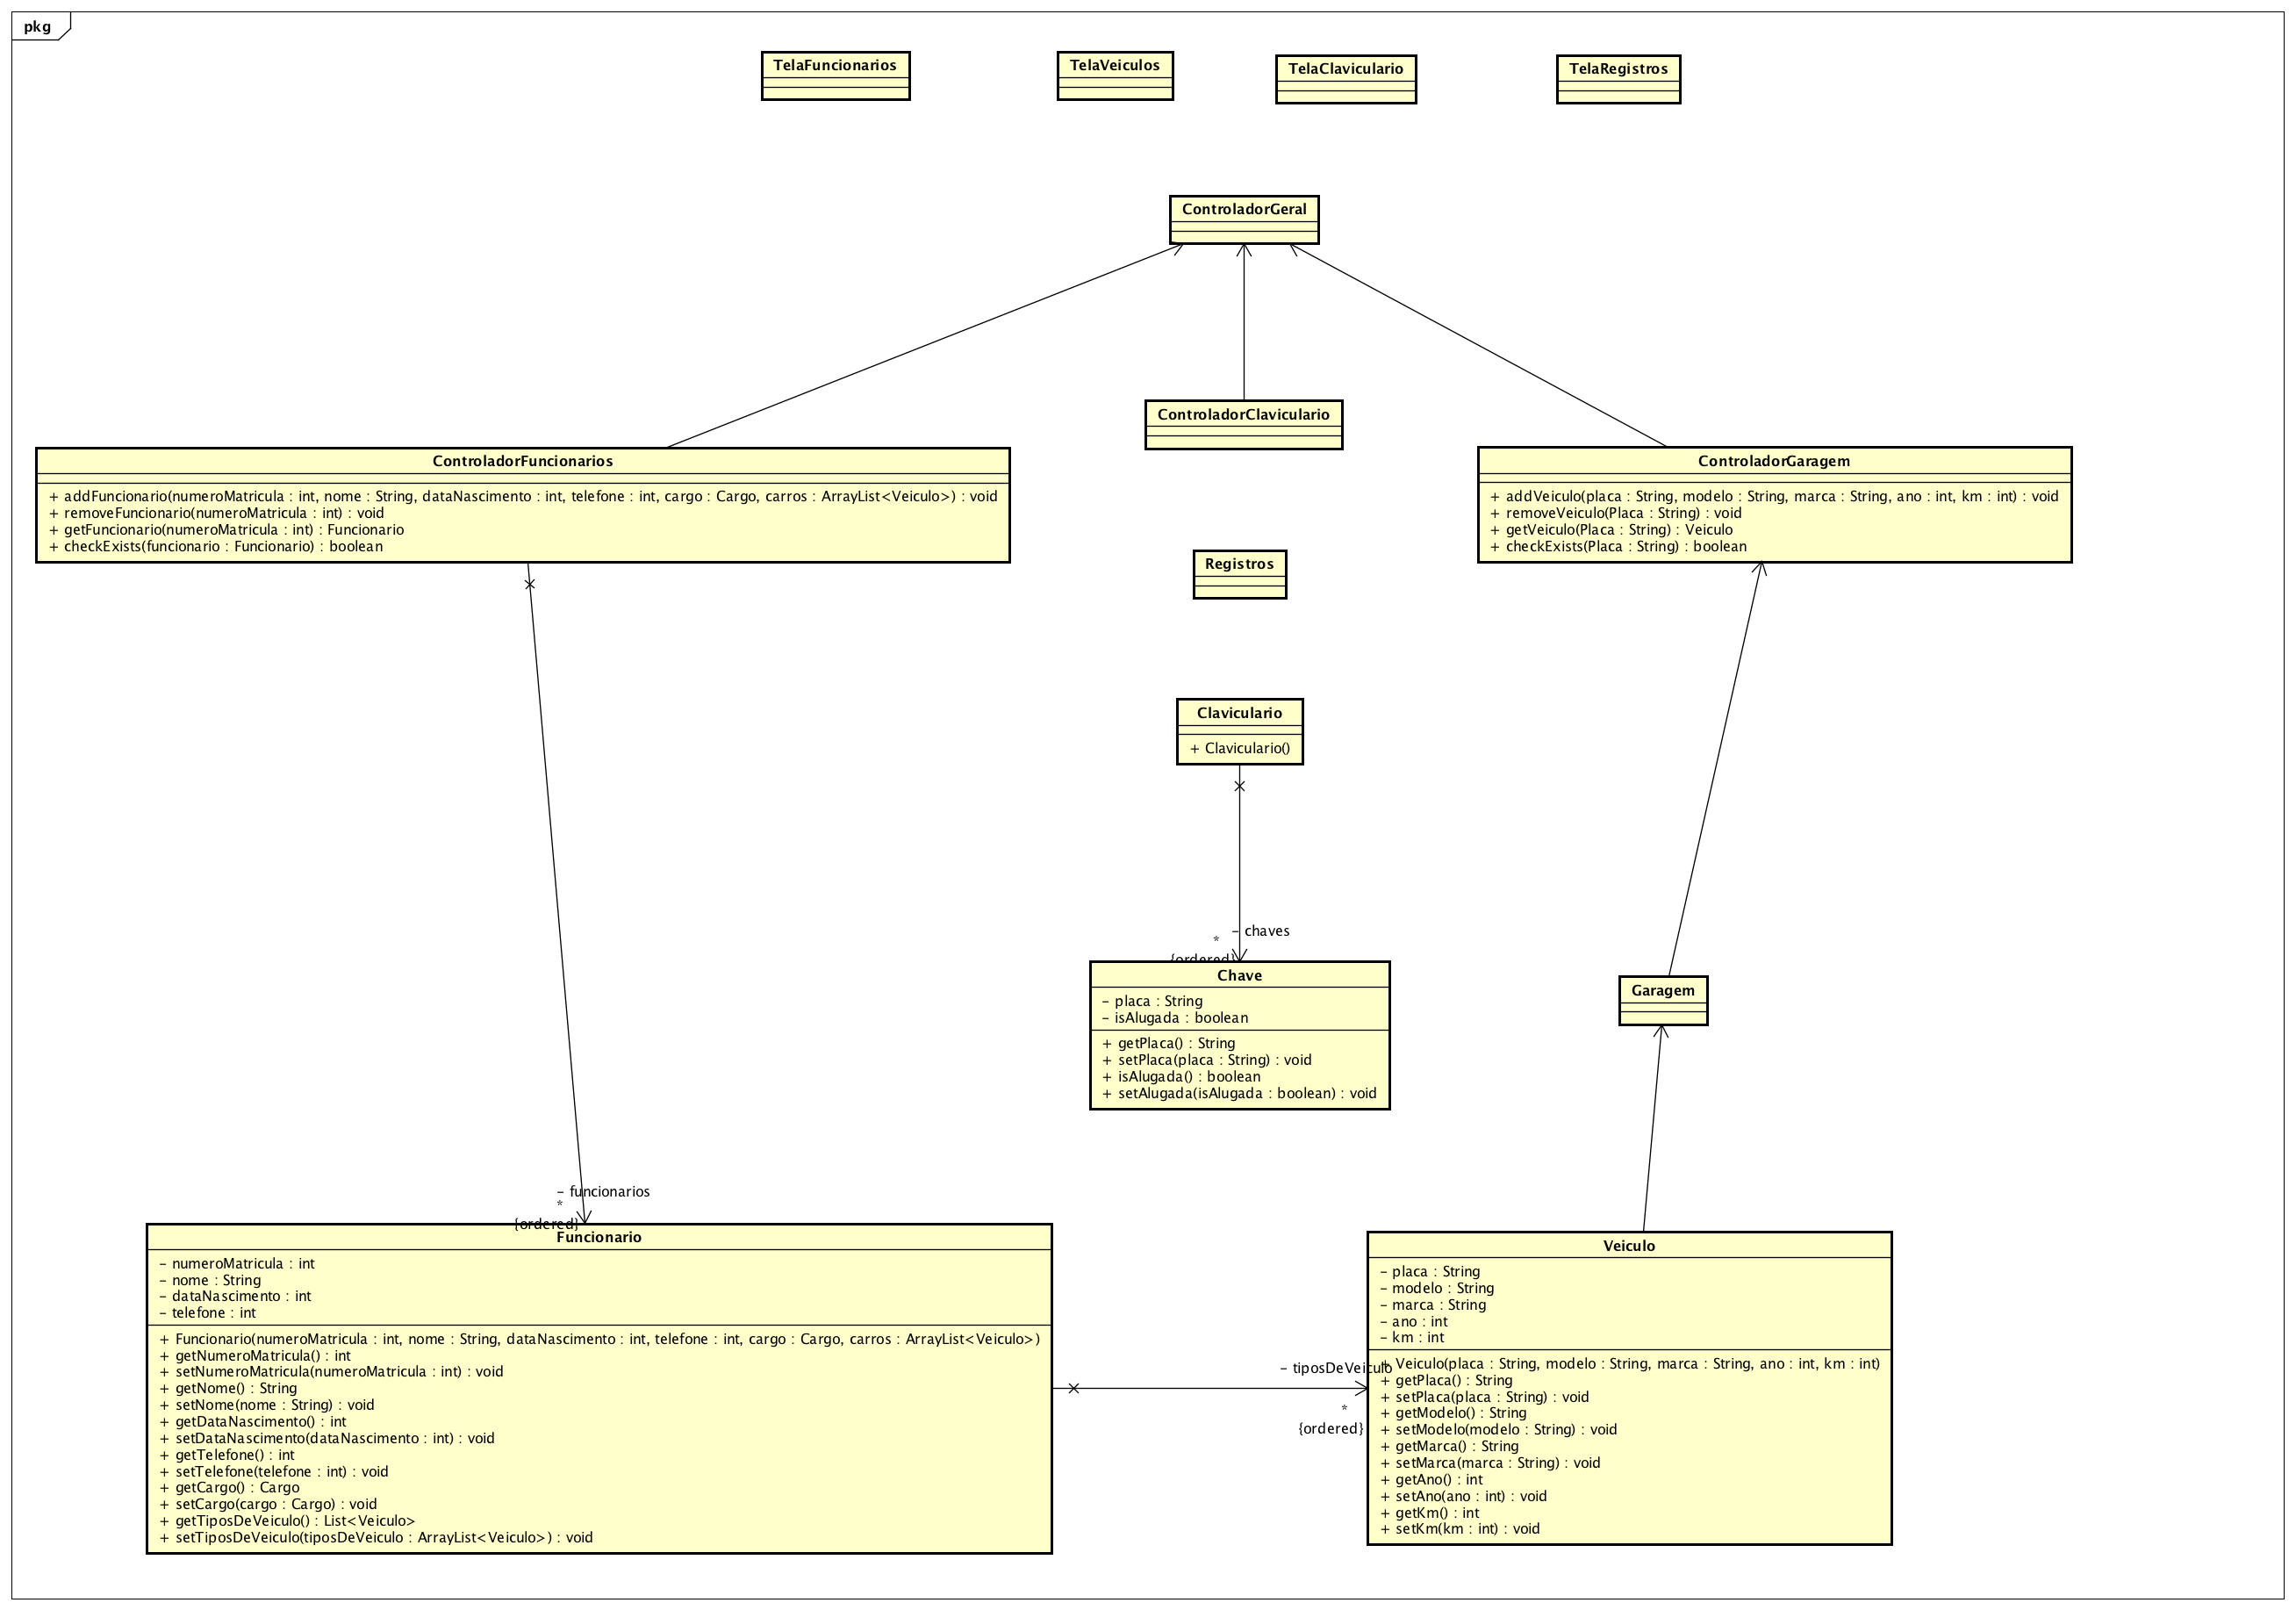 pkg
TelaFuncionarios
TelaVeiculos
TelaClaviculario
TelaRegistros
ControladorGeral
ControladorClaviculario
ControladorFuncionarios
+ addFuncionario(numeroMatricula : int, nome : String, dataNascimento : int, telefone : int, cargo : Cargo, carros : ArrayList<Veiculo>) : void
+ removeFuncionario(numeroMatricula : int) : void
+ getFuncionario(numeroMatricula : int) : Funcionario
+ checkExists(funcionario : Funcionario) : boolean
ControladorGaragem
+ addVeiculo(placa : String, modelo : String, marca : String, ano : int, km : int) : void
+ removeVeiculo(Placa : String) : void
+ getVeiculo(Placa : String) : Veiculo
+ checkExists(Placa : String) : boolean
Registros
Claviculario
+ Claviculario()
- chaves
*
{ordered}
Chave
- placa : String
- isAlugada : boolean
+ getPlaca() : String
+ setPlaca(placa : String) : void
+ isAlugada() : boolean
+ setAlugada(isAlugada : boolean) : void
Garagem
- funcionarios
*
{ordered}
Funcionario
- numeroMatricula : int
- nome : String
- dataNascimento : int
- telefone : int
+ Funcionario(numeroMatricula : int, nome : String, dataNascimento : int, telefone : int, cargo : Cargo, carros : ArrayList<Veiculo>)
+ getNumeroMatricula() : int
+ setNumeroMatricula(numeroMatricula : int) : void
+ getNome() : String
+ setNome(nome : String) : void
+ getDataNascimento() : int
+ setDataNascimento(dataNascimento : int) : void
+ getTelefone() : int
+ setTelefone(telefone : int) : void
+ getCargo() : Cargo
+ setCargo(cargo : Cargo) : void
+ getTiposDeVeiculo() : List<Veiculo>
+ setTiposDeVeiculo(tiposDeVeiculo : ArrayList<Veiculo>) : void
- tiposDeVeiculo
*
{ordered}
Veiculo
- placa : String
- modelo : String
- marca : String
- ano : int
- km : int
+ Veiculo(placa : String, modelo : String, marca : String, ano : int, km : int)
+ getPlaca() : String
+ setPlaca(placa : String) : void
+ getModelo() : String
+ setModelo(modelo : String) : void
+ getMarca() : String
+ setMarca(marca : String) : void
+ getAno() : int
+ setAno(ano : int) : void
+ getKm() : int
+ setKm(km : int) : void